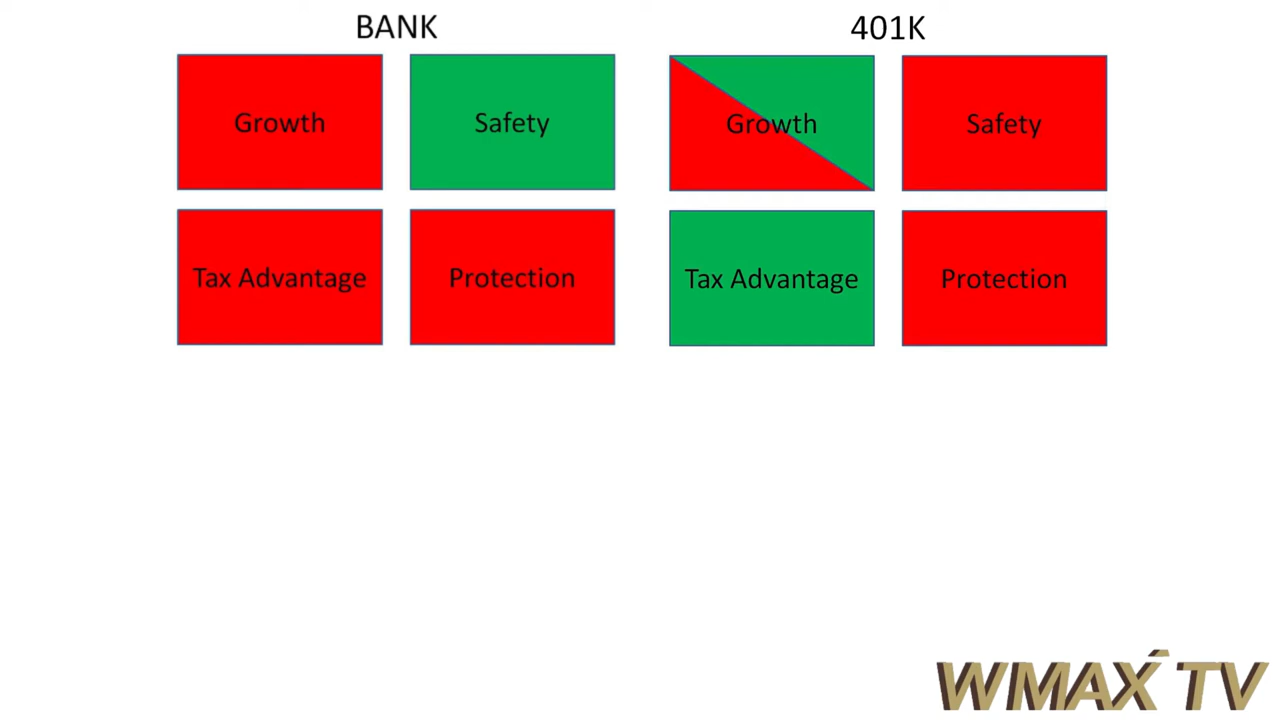 BANK
401K
Growth
Safety
Growth
Safety
Tax Advantage
Protection
Tax Advantage
Protection
WMAX TV